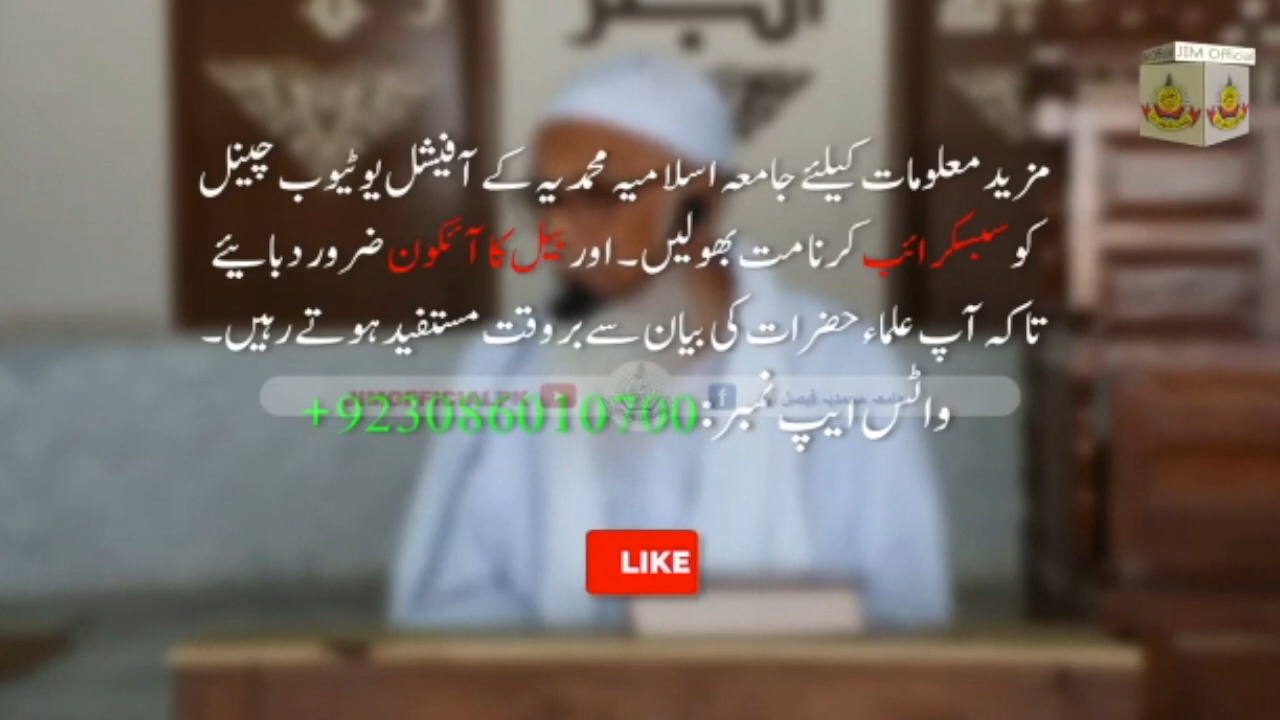 JIM Official
مزید معلومات کیلئے جامعہ اسلامیہ محمدیہ کے آفیشل یوٹیوب چینل
کو سبسکرائب کرنا مت بھولیں۔ اور بیل کا آئکون ضرور دبائیے
تاکہ آپ علماء حضرات کی بیان سے بروقت مستفید ہوتے رہیں۔
JIMOFFICIALPK
واٹس ایپ نمبر: +923086010700
LIKE